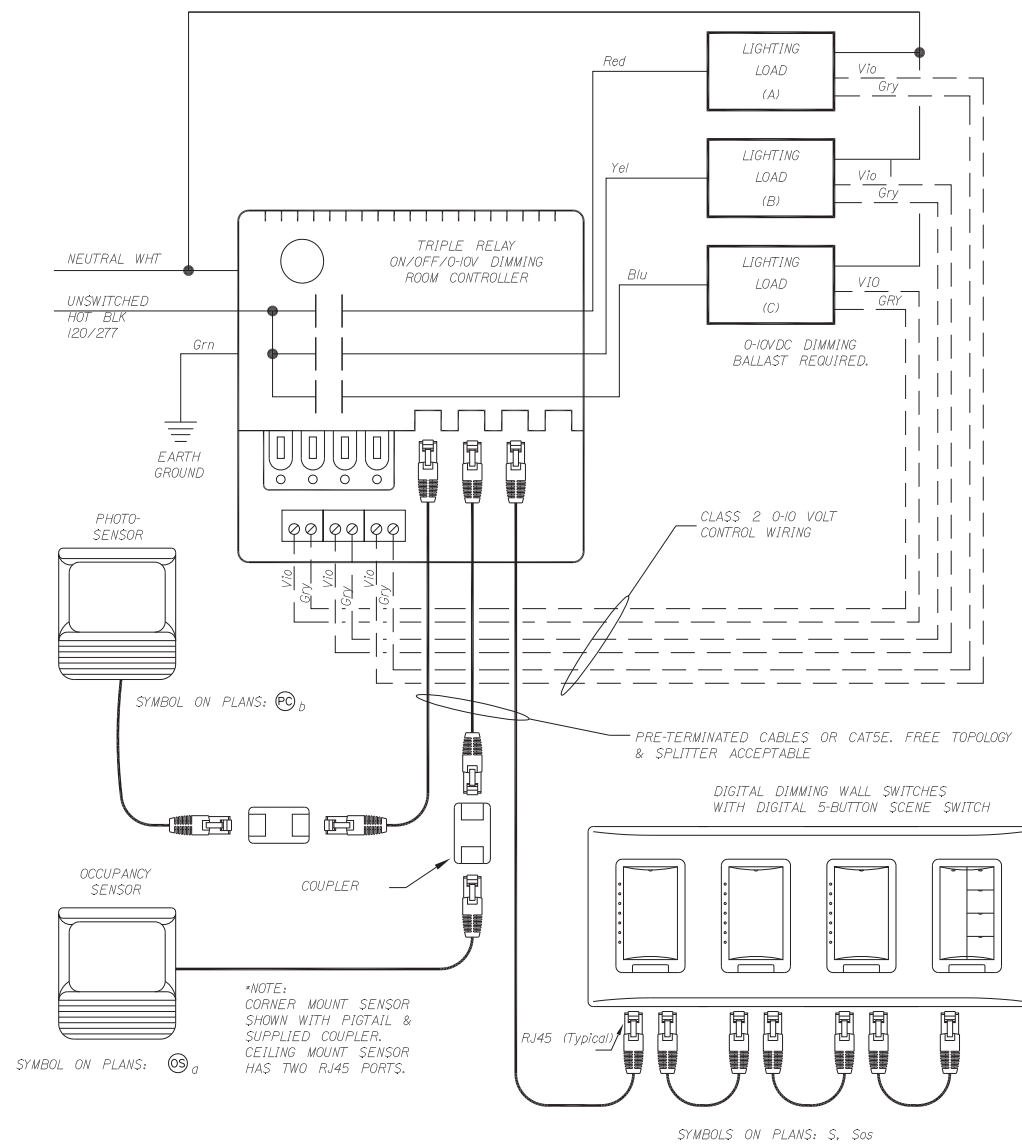 LIGHTING
LOAD
(A)
Red
Vio
Gry
LIGHTING
LOAD
(B)
Yel
Vio
Gry
TRIPLE RELAY
ON/OFF/0-10V DIMMING
ROOM CONTROLLER
NEUTRAL WHT
UNSWITCHED
HOT BLK
120/277
Grn
LIGHTING
LOAD
(C)
Blu
VIO
GRY
0-10VDC DIMMING
BALLAST REQUIRED.
EARTH
GROUND
PHOTO-
SENSOR
CLASS 2 0-10 VOLT
CONTROL WIRING
Vio
Gry
Vio
Gry
Vio
Gry
SYMBOL ON PLANS: PC b
PRE-TERMINATED CABLES OR CAT5E. FREE TOPOLOGY
& SPLITTER ACCEPTABLE
DIGITAL DIMMING WALL SWITCHES
WITH DIGITAL 5-BUTTON SCENE SWITCH
COUPLER
OCCUPANCY
SENSOR
*NOTE:
CORNER MOUNT SENSOR
SHOWN WITH PIGTAIL &
SUPPLIED COUPLER.
CEILING MOUNT SENSOR
HAS TWO RJ45 PORTS.
RJ45 (Typical)
SYMBOL ON PLANS: OS a
SYMBOLS ON PLANS: S, Sos